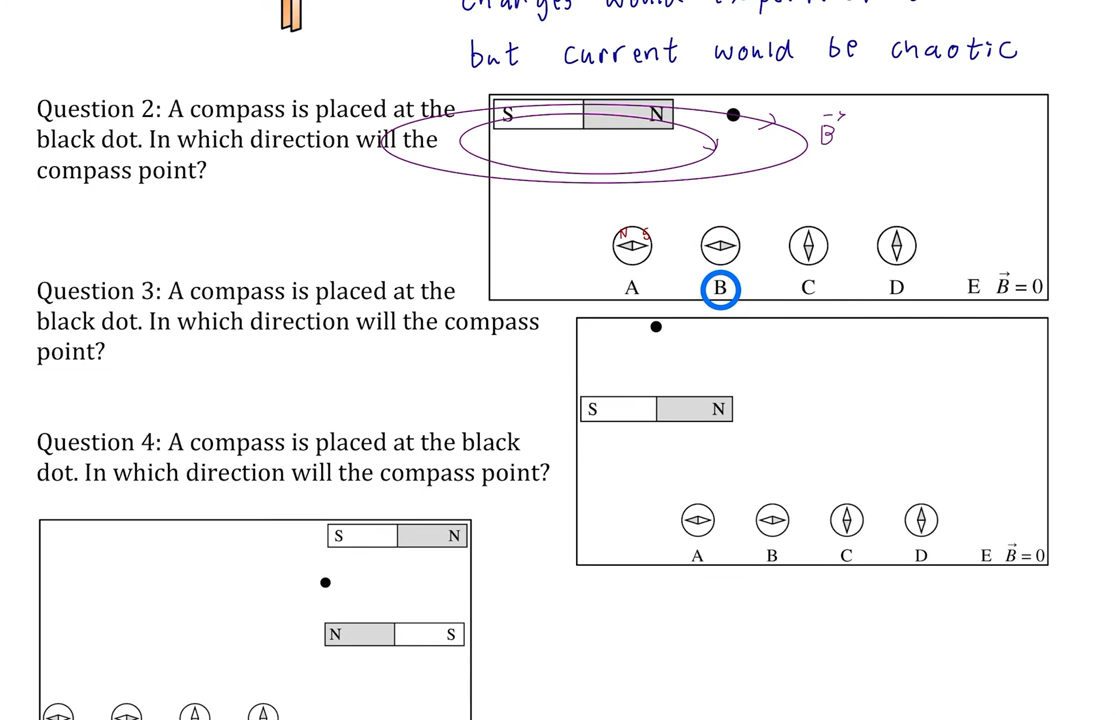 but current would be chaotic
Question 2: A compass is placed at the
black dot. In which direction will the
compass point?
S N
B
N S
A B C D E B⃗ = 0
Question 3: A compass is placed at the
black dot. In which direction will the compass
point?
S N
A B C D E B⃗ = 0
Question 4: A compass is placed at the black
dot. In which direction will the compass point?
S N
N S